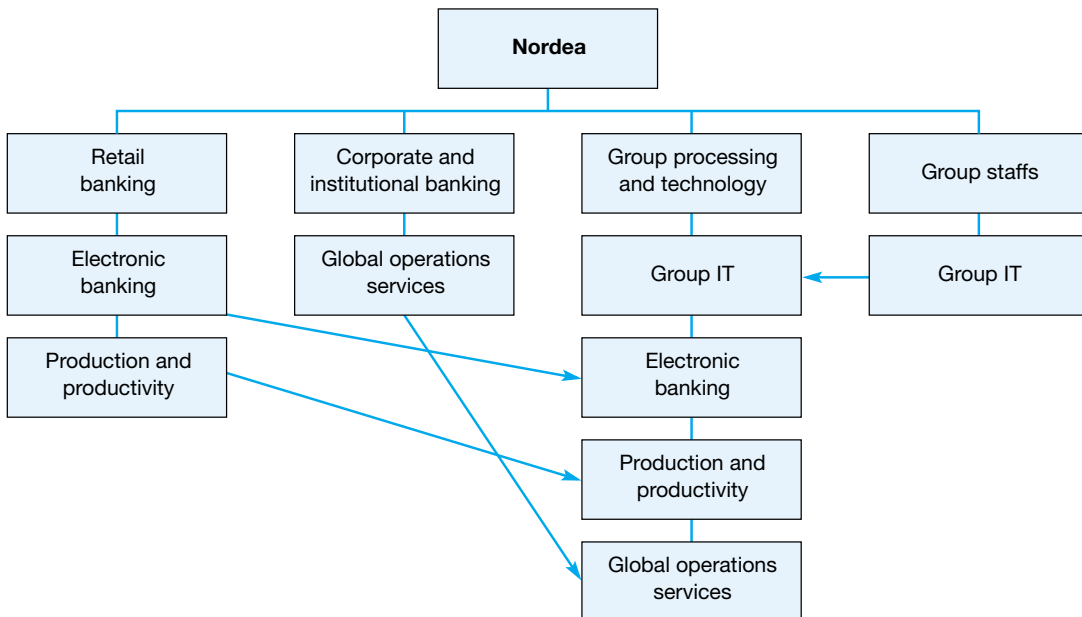 Nordea
Retail
banking
Corporate and
institutional banking
Group processing
and technology
Group staffs
Electronic
banking
Global operations
services
Group IT
Group IT
Production and
productivity
Electronic
banking
Production and
productivity
Global operations
services